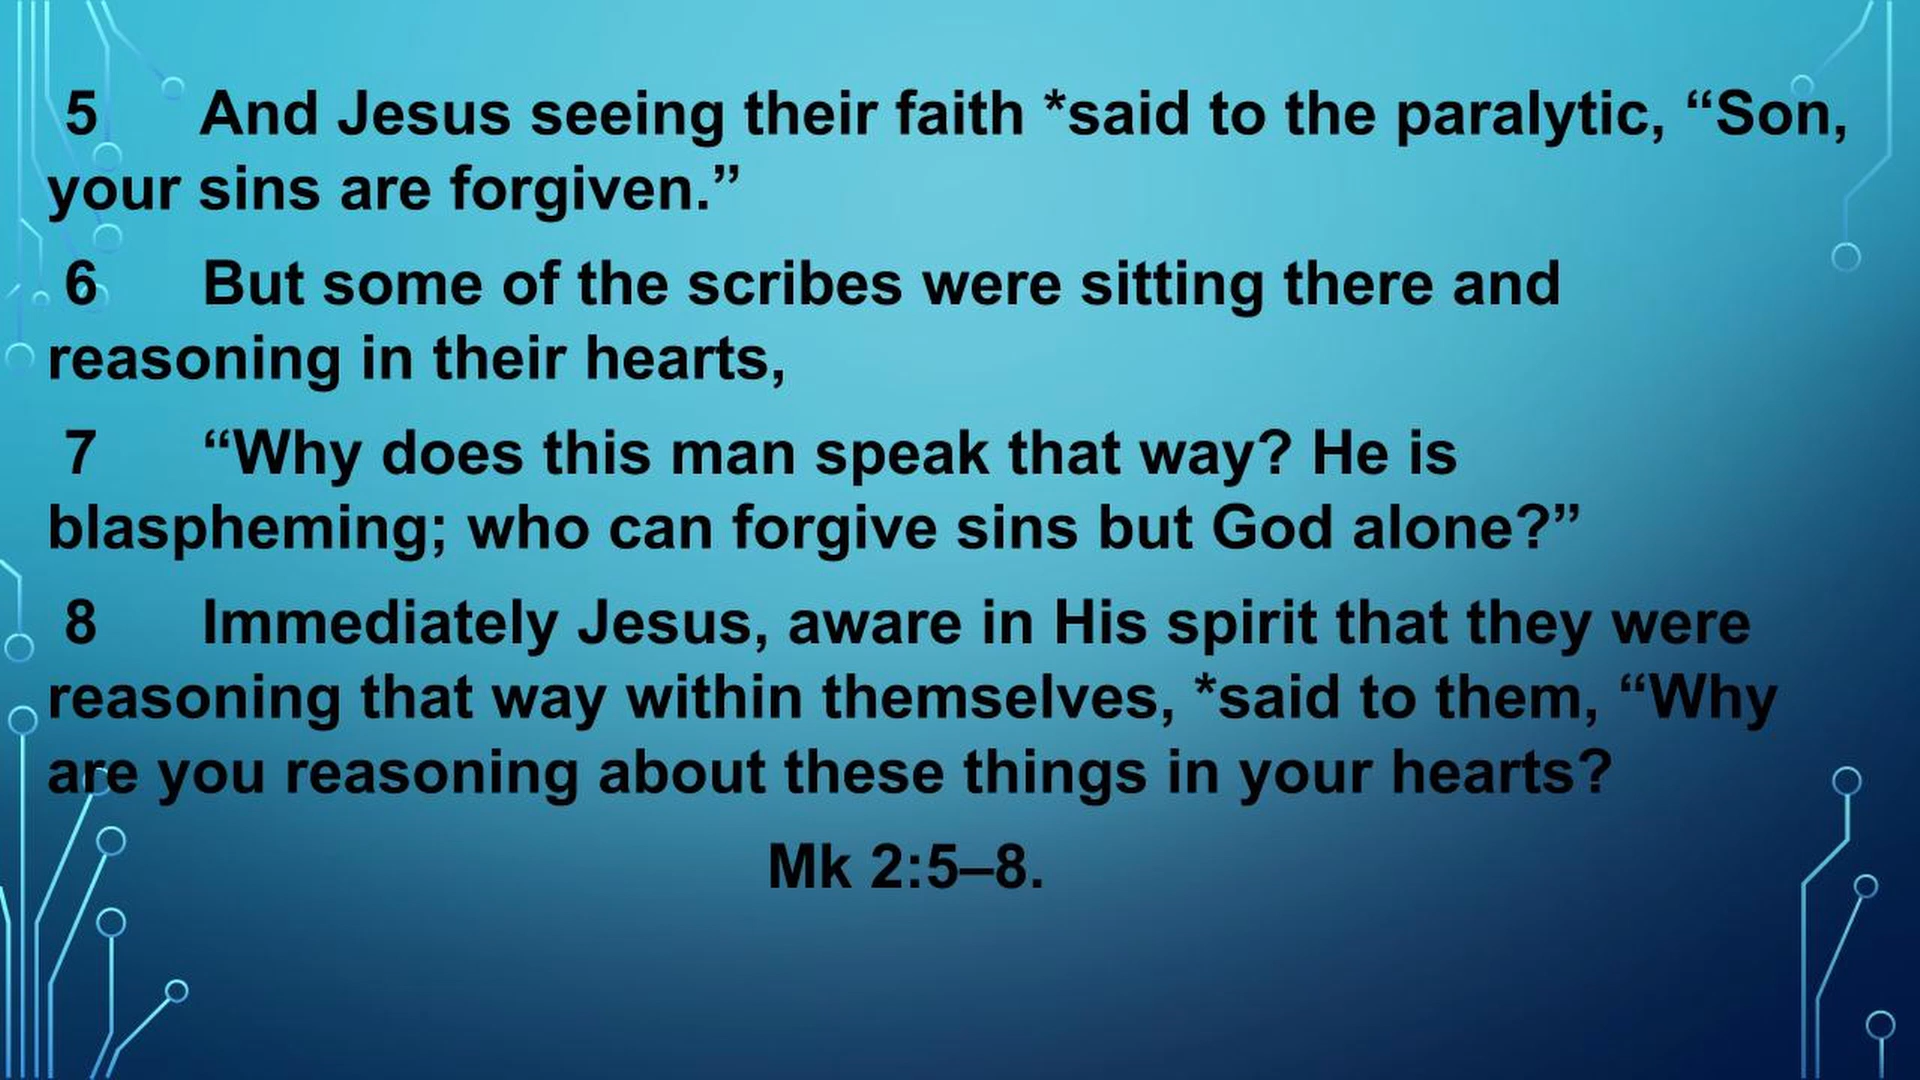 5 And Jesus seeing their faith *said to the paralytic, “Son,
your sins are forgiven.”
6 But some of the scribes were sitting there and
reasoning in their hearts,
7 “Why does this man speak that way? He is
blaspheming; who can forgive sins but God alone?”
8 Immediately Jesus, aware in His spirit that they were
reasoning that way within themselves, *said to them, “Why
are you reasoning about these things in your hearts?
Mk 2:5–8.